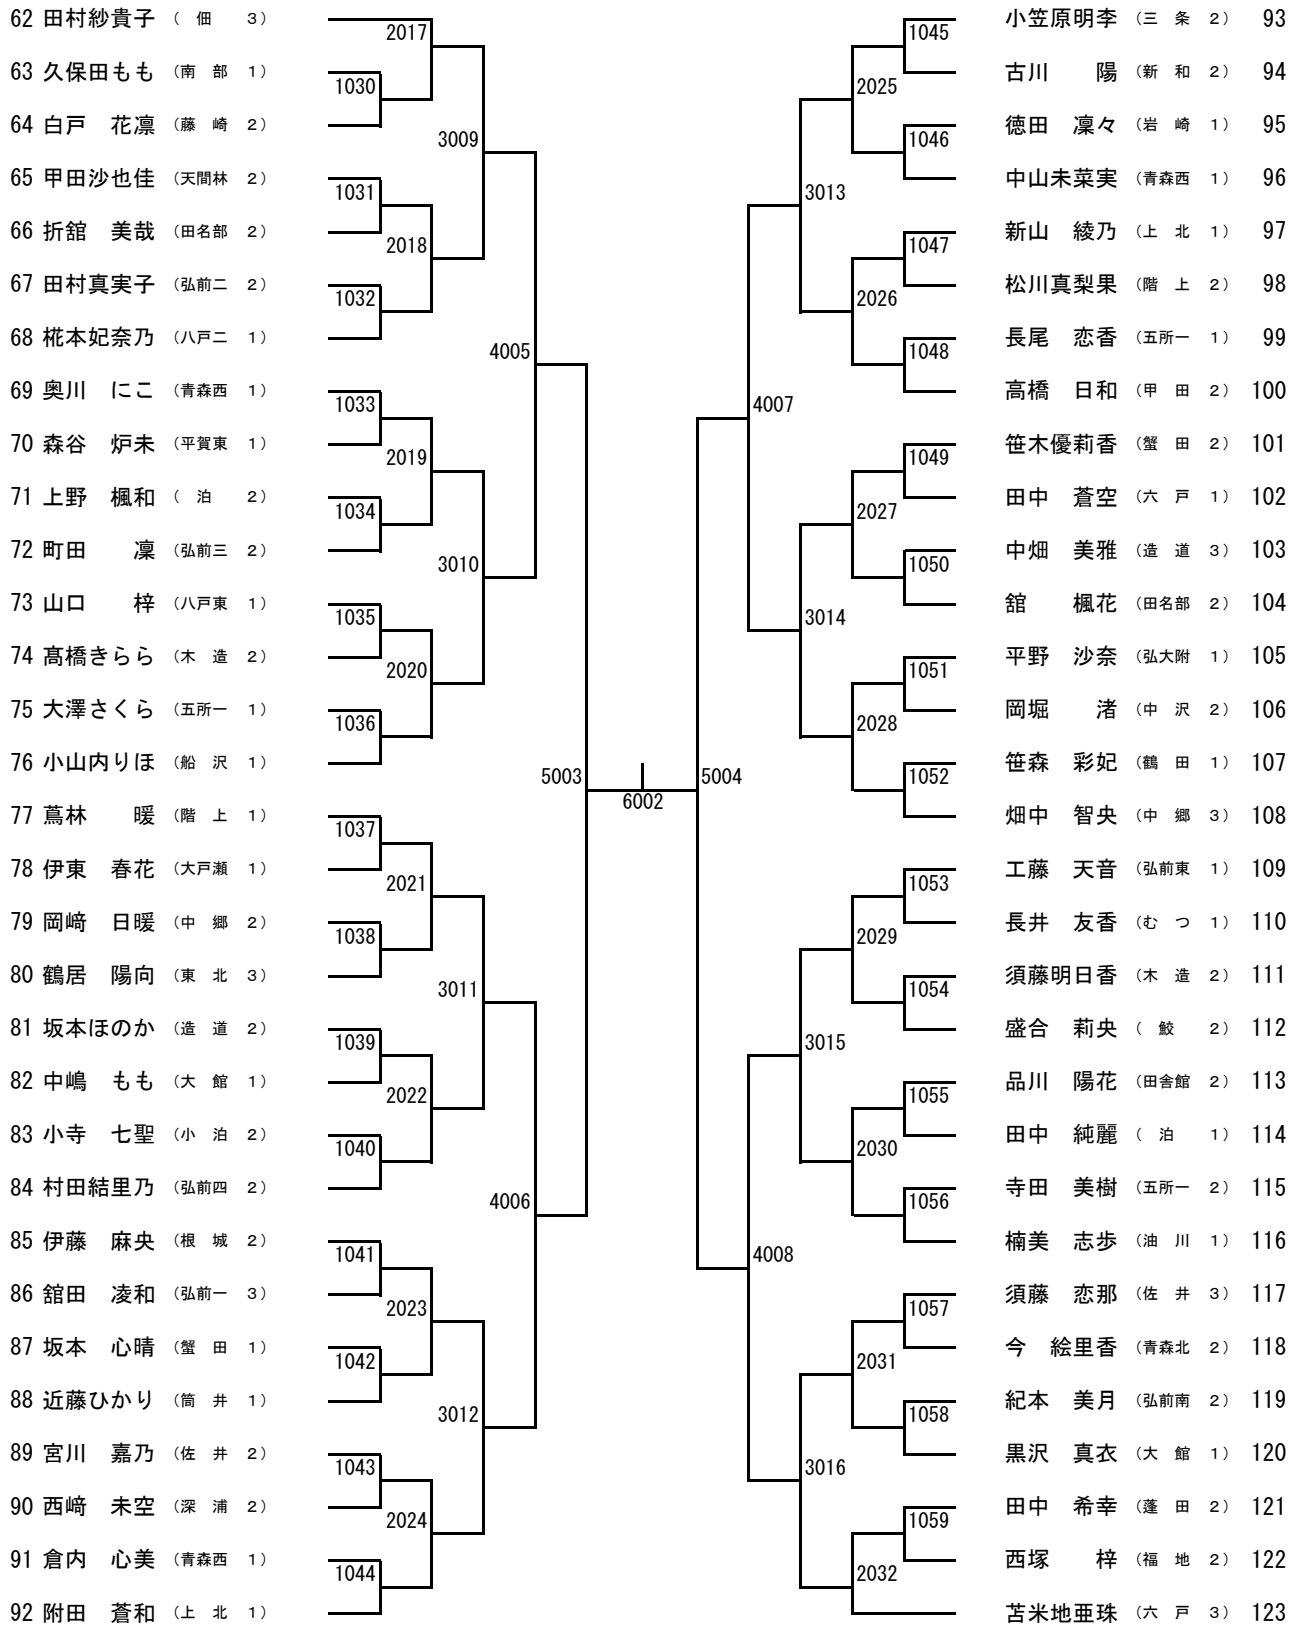 62 田村紗貴子 （ 佃 3）
63 久保田もも （南 部 1）
64 白戸 花凛 （藤 崎 2）
65 甲田沙也佳 （天間林 2）
66 折舘 美哉 （田名部 2）
67 田村真実子 （弘前二 2）
68 椛本妃奈乃 （八戸二 1）
69 奥川 にこ （青森西 1）
70 森谷 炉未 （平賀東 1）
71 上野 楓和 （ 泊 2）
72 町田 凜 （弘前三 2）
73 山口 梓 （八戸東 1）
74 髙橋きらら （木 造 2）
75 大澤さくら （五所一 1）
76 小山内りほ （船 沢 1）
77 蔦林 暖 （階 上 1）
78 伊東 春花 （大戸瀬 1）
79 岡﨑 日暖 （中 郷 2）
80 鶴居 陽向 （東 北 3）
81 坂本ほのか （造 道 2）
82 中嶋 もも （大 館 1）
83 小寺 七聖 （小 泊 2）
84 村田結里乃 （弘前四 2）
85 伊藤 麻央 （根 城 2）
86 舘田 凌和 （弘前一 3）
87 坂本 心晴 （蟹 田 1）
88 近藤ひかり （筒 井 1）
89 宮川 嘉乃 （佐 井 2）
90 西﨑 未空 （深 浦 2）
91 倉内 心美 （青森西 1）
92 附田 蒼和 （上 北 1）
2017
1030
3009
1031
2018
1032
4005
1033
2019
1034
3010
1035
2020
1036
5003
1037
2021
1038
3011
1039
2022
1040
4006
1041
2023
1042
3012
1043
2024
1044
6002
1045
2025
1046
3013
1047
2026
1048
4007
1049
2027
1050
3014
1051
2028
1052
5004
1053
2029
1054
3015
1055
2030
1056
4008
1057
2031
1058
3016
1059
2032
小笠原明李 （三 条 2） 93
古川 陽 （新 和 2） 94
徳田 凜々 （岩 崎 1） 95
中山未菜実 （青森西 1） 96
新山 綾乃 （上 北 1） 97
松川真梨果 （階 上 2） 98
長尾 恋香 （五所一 1） 99
高橋 日和 （甲 田 2） 100
笹木優莉香 （蟹 田 2） 101
田中 蒼空 （六 戸 1） 102
中畑 美雅 （造 道 3） 103
舘 楓花 （田名部 2） 104
平野 沙奈 （弘大附 1） 105
岡堀 渚 （中 沢 2） 106
笹森 彩妃 （鶴 田 1） 107
畑中 智央 （中 郷 3） 108
工藤 天音 （弘前東 1） 109
長井 友香 （む つ 1） 110
須藤明日香 （木 造 2） 111
盛合 莉央 （ 鮫 2） 112
品川 陽花 （田舎館 2） 113
田中 純麗 （ 泊 1） 114
寺田 美樹 （五所一 2） 115
楠美 志歩 （油 川 1） 116
須藤 恋那 （佐 井 3） 117
今 絵里香 （青森北 2） 118
紀本 美月 （弘前南 2） 119
黒沢 真衣 （大 館 1） 120
田中 希幸 （蓬 田 2） 121
西塚 梓 （福 地 2） 122
苫米地亜珠 （六 戸 3） 123